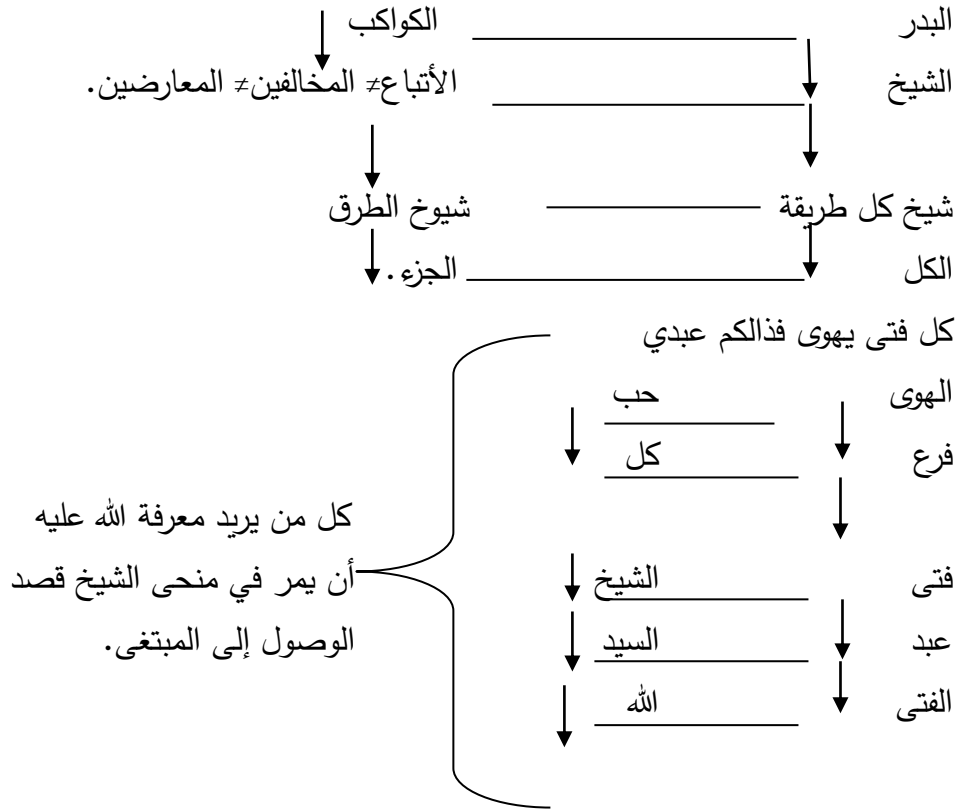 البدر الكواكب
الشيخ الأتباع≠ المخالفين≠ المعارضين.
شيخ كل طريقة شيوخ الطرق
الكل الجزء.
كل فتى يهوى فذالكم عبدي
الهوى حب
فرع كل
فتى الشيخ
عبد السيد
الفتى الله
كل من يريد معرفة الله عليه
أن يمر في منحى الشيخ قصد
الوصول إلى المبتغى.